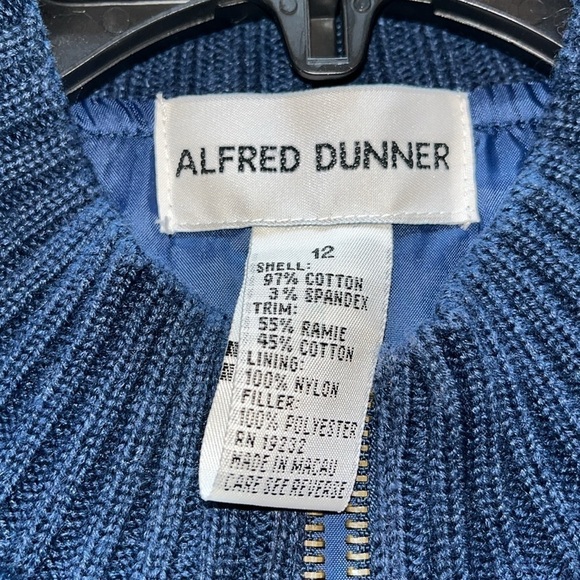 ALFRED DUNNER
12
SHELL:
97% COTTON
3% SPANDEX
TRIM:
55% RAMIE
45% COTTON
LINING:
100% NYLON
FILLER:
100% POLYESTER
RN 19232
MADE IN MACAU
CARE SEE REVERSE